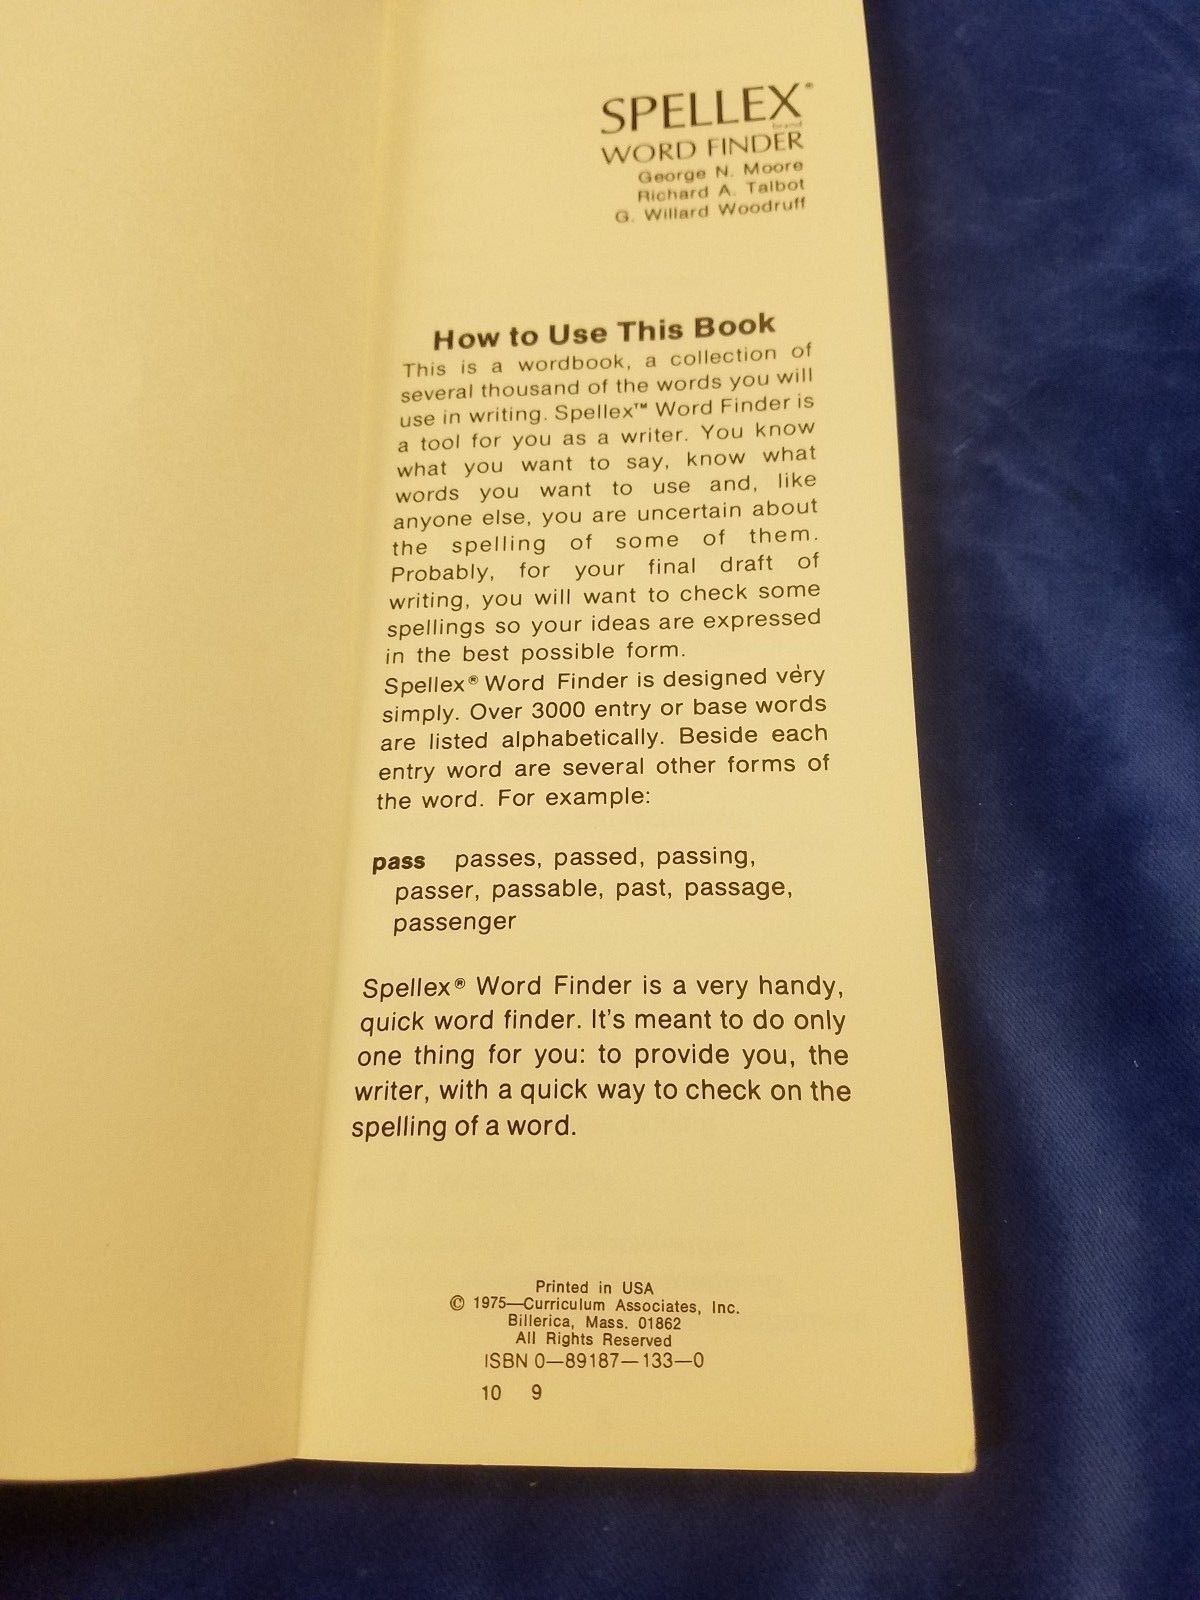 SPELLEX®
brand
WORD FINDER
George N. Moore
Richard A. Talbot
G. Willard Woodruff
How to Use This Book
This is a wordbook, a collection of
several thousand of the words you will
use in writing. Spellex™ Word Finder is
a tool for you as a writer. You know
what you want to say, know what
words you want to use and, like
anyone else, you are uncertain about
the spelling of some of them.
Probably, for your final draft of
writing, you will want to check some
spellings so your ideas are expressed
in the best possible form.
Spellex® Word Finder is designed very
simply. Over 3000 entry or base words
are listed alphabetically. Beside each
entry word are several other forms of
the word. For example:
pass passes, passed, passing,
passer, passable, past, passage,
passenger
Spellex® Word Finder is a very handy,
quick word finder. It's meant to do only
one thing for you: to provide you, the
writer, with a quick way to check on the
spelling of a word.
Printed in USA
© 1975—Curriculum Associates, Inc.
Billerica, Mass. 01862
All Rights Reserved
ISBN 0—89187—133—0
10 9